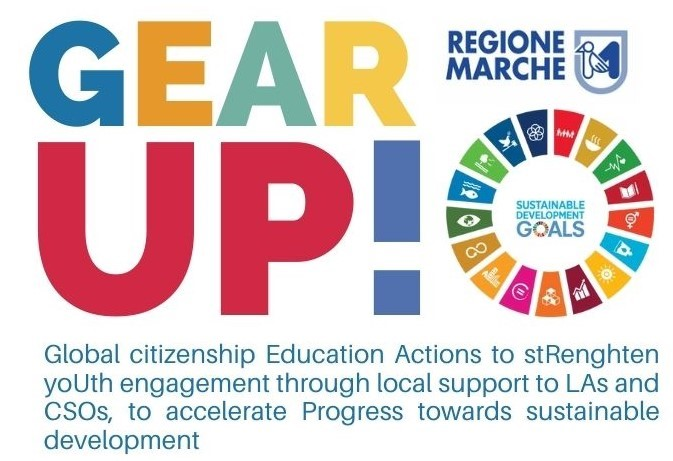 GEAR
UP!
REGIONE
MARCHE
SUSTAINABLE
DEVELOPMENT
GOALS
Global citizenship Education Actions to stRenghten
yoUth engagement through local support to LAs and
CSOs, to accelerate Progress towards sustainable
development